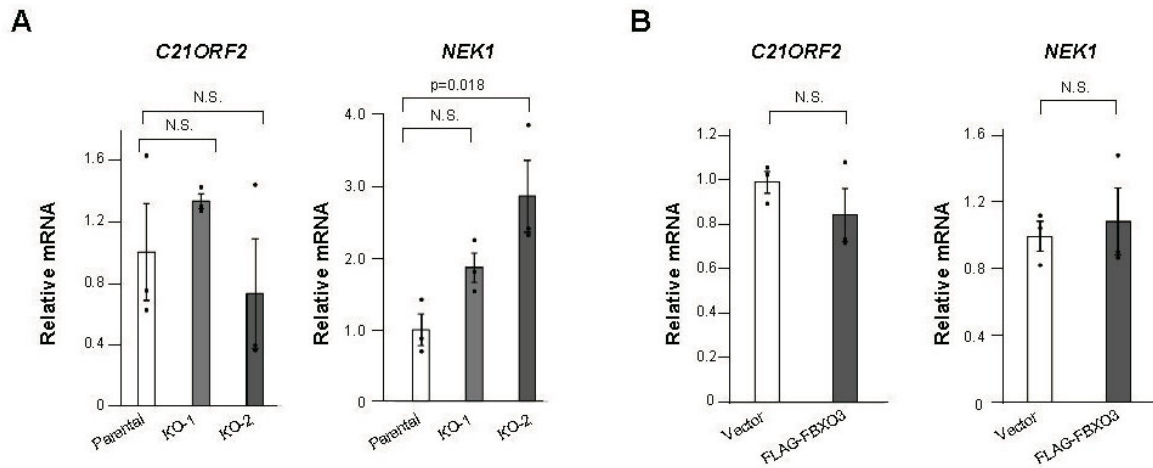 A
C21ORF2
N.S.
N.S.
Relative mRNA
1.6
1.2
0.8
0.4
0
Parental
KO-1
KO-2
NEK1
p=0.018
N.S.
Relative mRNA
4.0
3.0
2.0
1.0
0
Parental
KO-1
KO-2
B
C21ORF2
N.S.
Relative mRNA
1.2
1.0
0.8
0.6
0.4
0.2
0
Vector
FLAG-FBXO3
NEK1
N.S.
Relative mRNA
1.6
1.2
0.8
0.4
0
Vector
FLAG-FBXO3